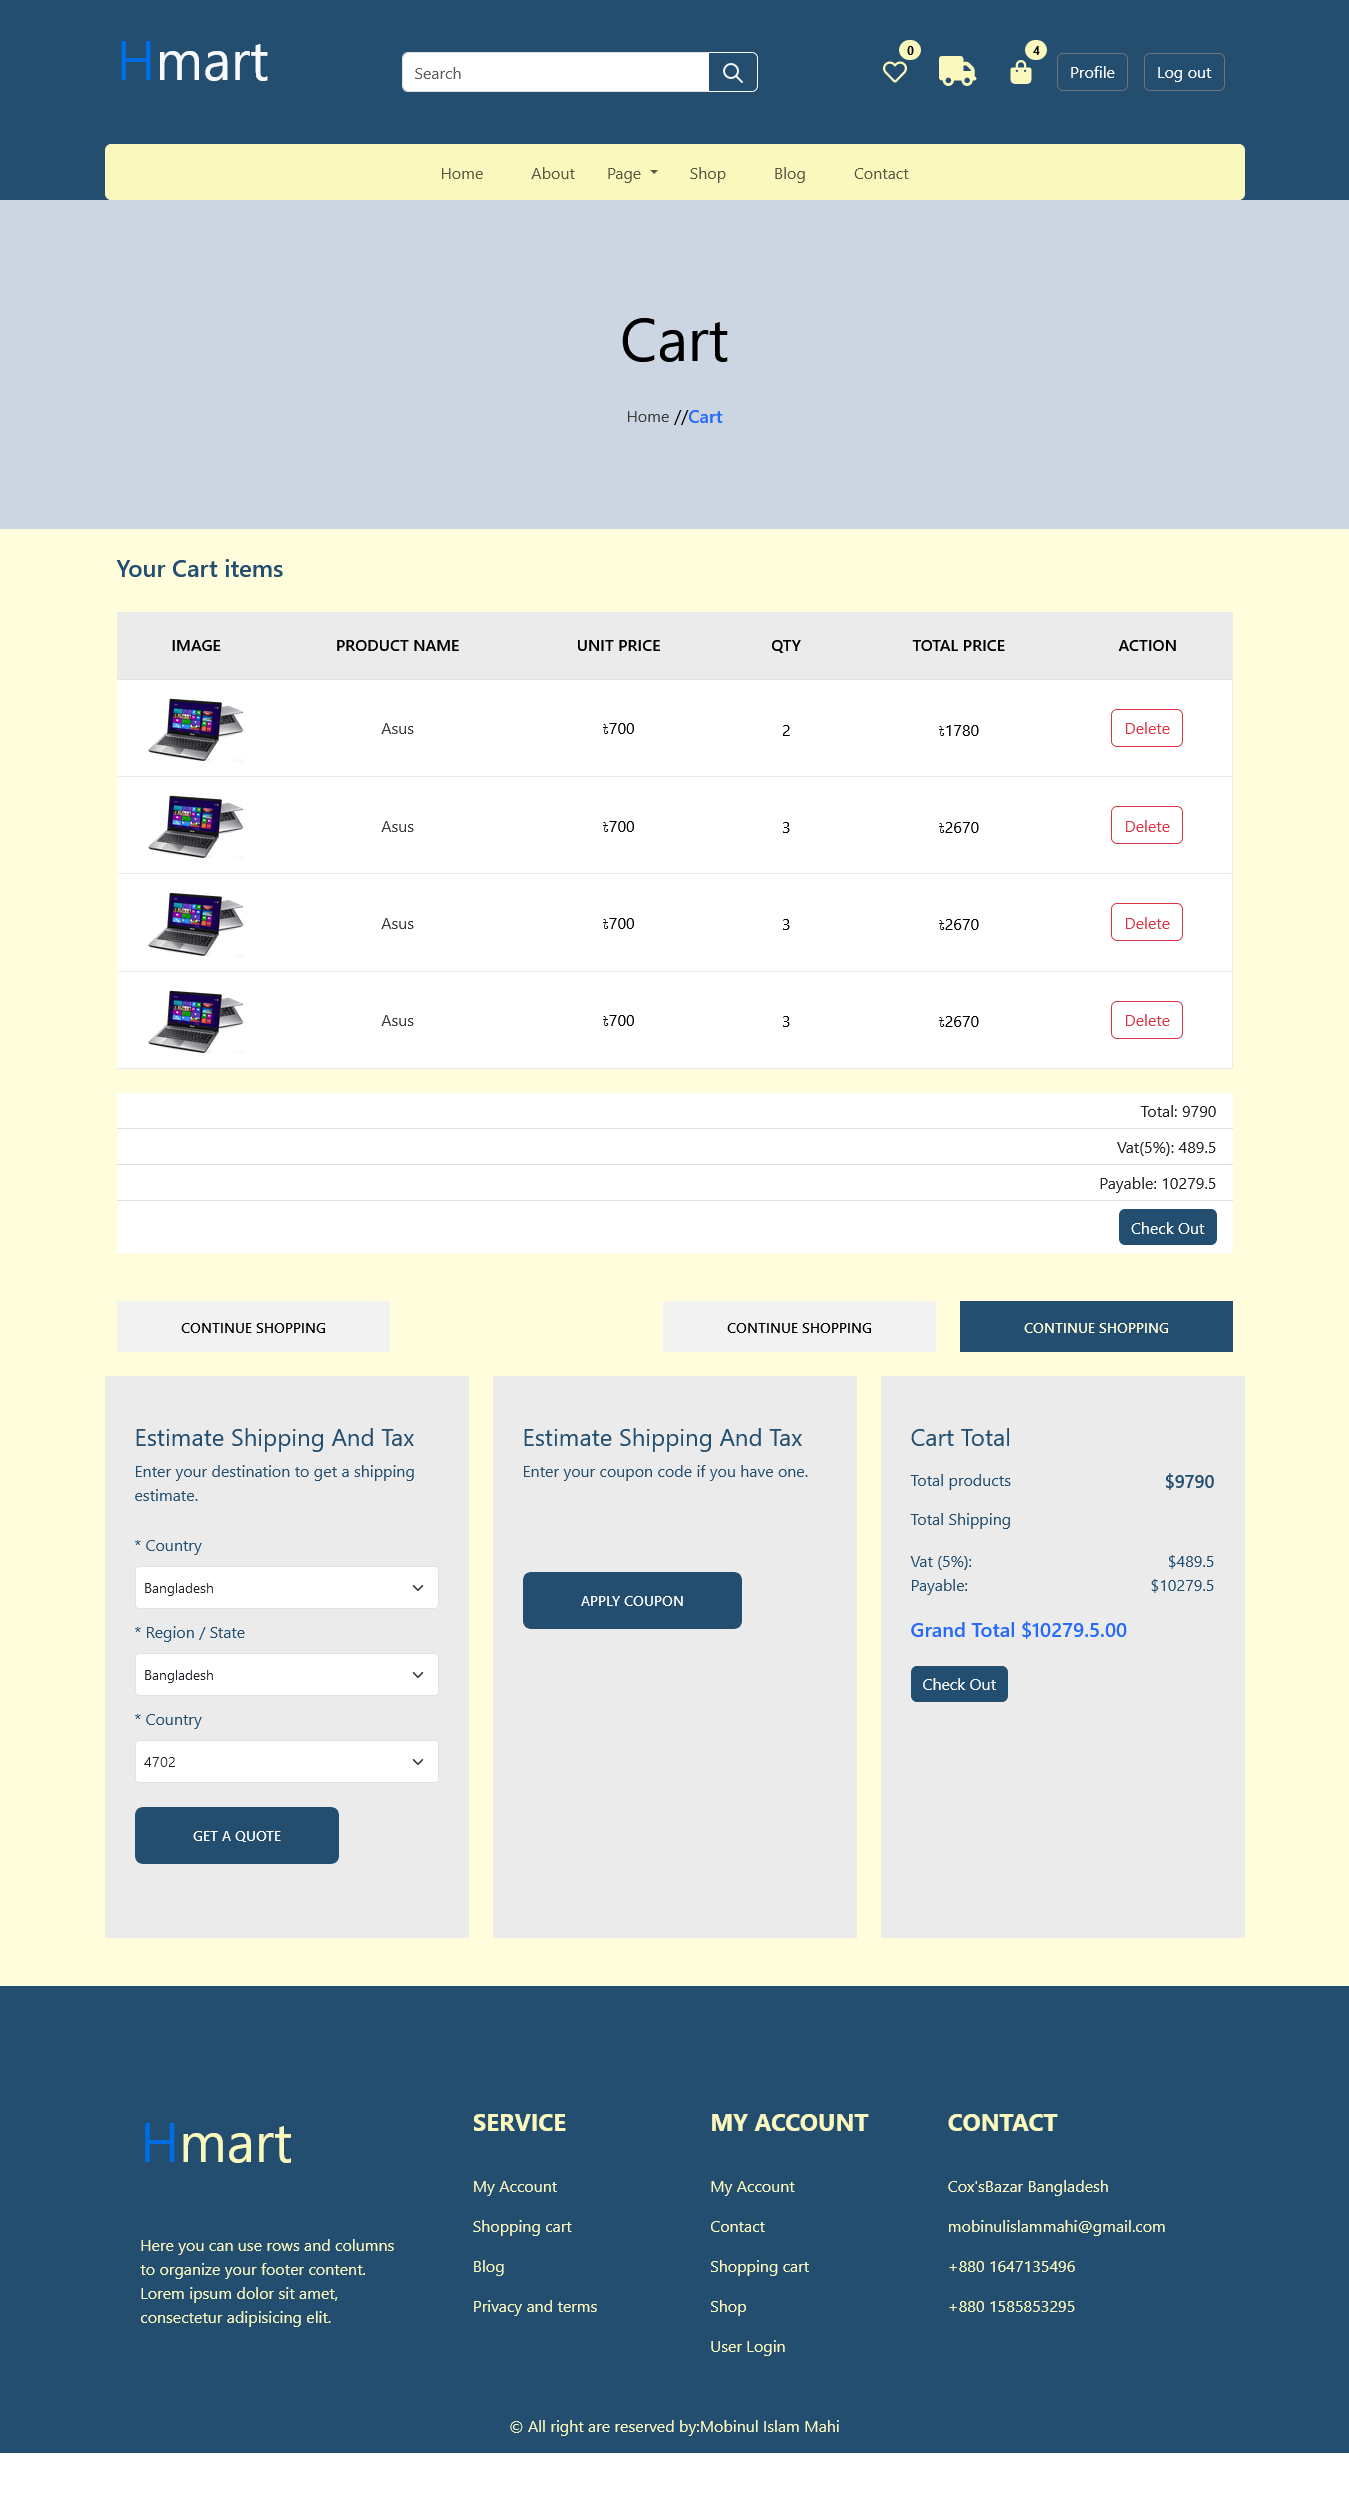 Hmart
Search
0
4
Profile
Log out
Home About Page Shop Blog Contact
Cart
Home //Cart
Your Cart items
IMAGE PRODUCT NAME UNIT PRICE QTY TOTAL PRICE ACTION
Asus ৳700 2 ৳1780 Delete
Asus ৳700 3 ৳2670 Delete
Asus ৳700 3 ৳2670 Delete
Asus ৳700 3 ৳2670 Delete
Total: 9790
Vat(5%): 489.5
Payable: 10279.5
Check Out
CONTINUE SHOPPING CONTINUE SHOPPING CONTINUE SHOPPING
Estimate Shipping And Tax
Enter your destination to get a shipping
estimate.
* Country
Bangladesh
* Region / State
Bangladesh
* Country
4702
GET A QUOTE
Estimate Shipping And Tax
Enter your coupon code if you have one.
APPLY COUPON
Cart Total
Total products $9790
Total Shipping
Vat (5%): $489.5
Payable: $10279.5
Grand Total $10279.5.00
Check Out
Hmart
Here you can use rows and columns
to organize your footer content.
Lorem ipsum dolor sit amet,
consectetur adipisicing elit.
SERVICE
My Account
Shopping cart
Blog
Privacy and terms
MY ACCOUNT
My Account
Contact
Shopping cart
Shop
User Login
CONTACT
Cox'sBazar Bangladesh
mobinulislammahi@gmail.com
+880 1647135496
+880 1585853295
© All right are reserved by:Mobinul Islam Mahi